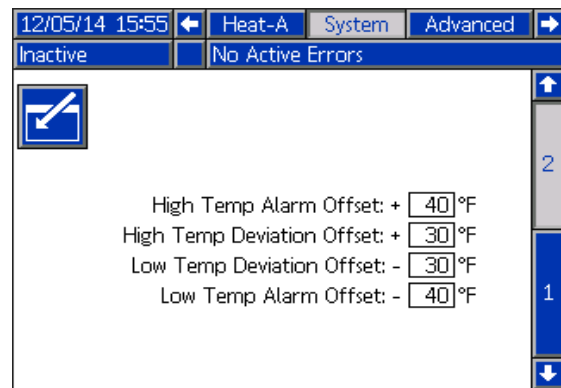 12/05/14 15:55 Heat-A System Advanced
Inactive No Active Errors
2
High Temp Alarm Offset: + 40 °F
High Temp Deviation Offset: + 30 °F
Low Temp Deviation Offset: - 30 °F
Low Temp Alarm Offset: - 40 °F
1